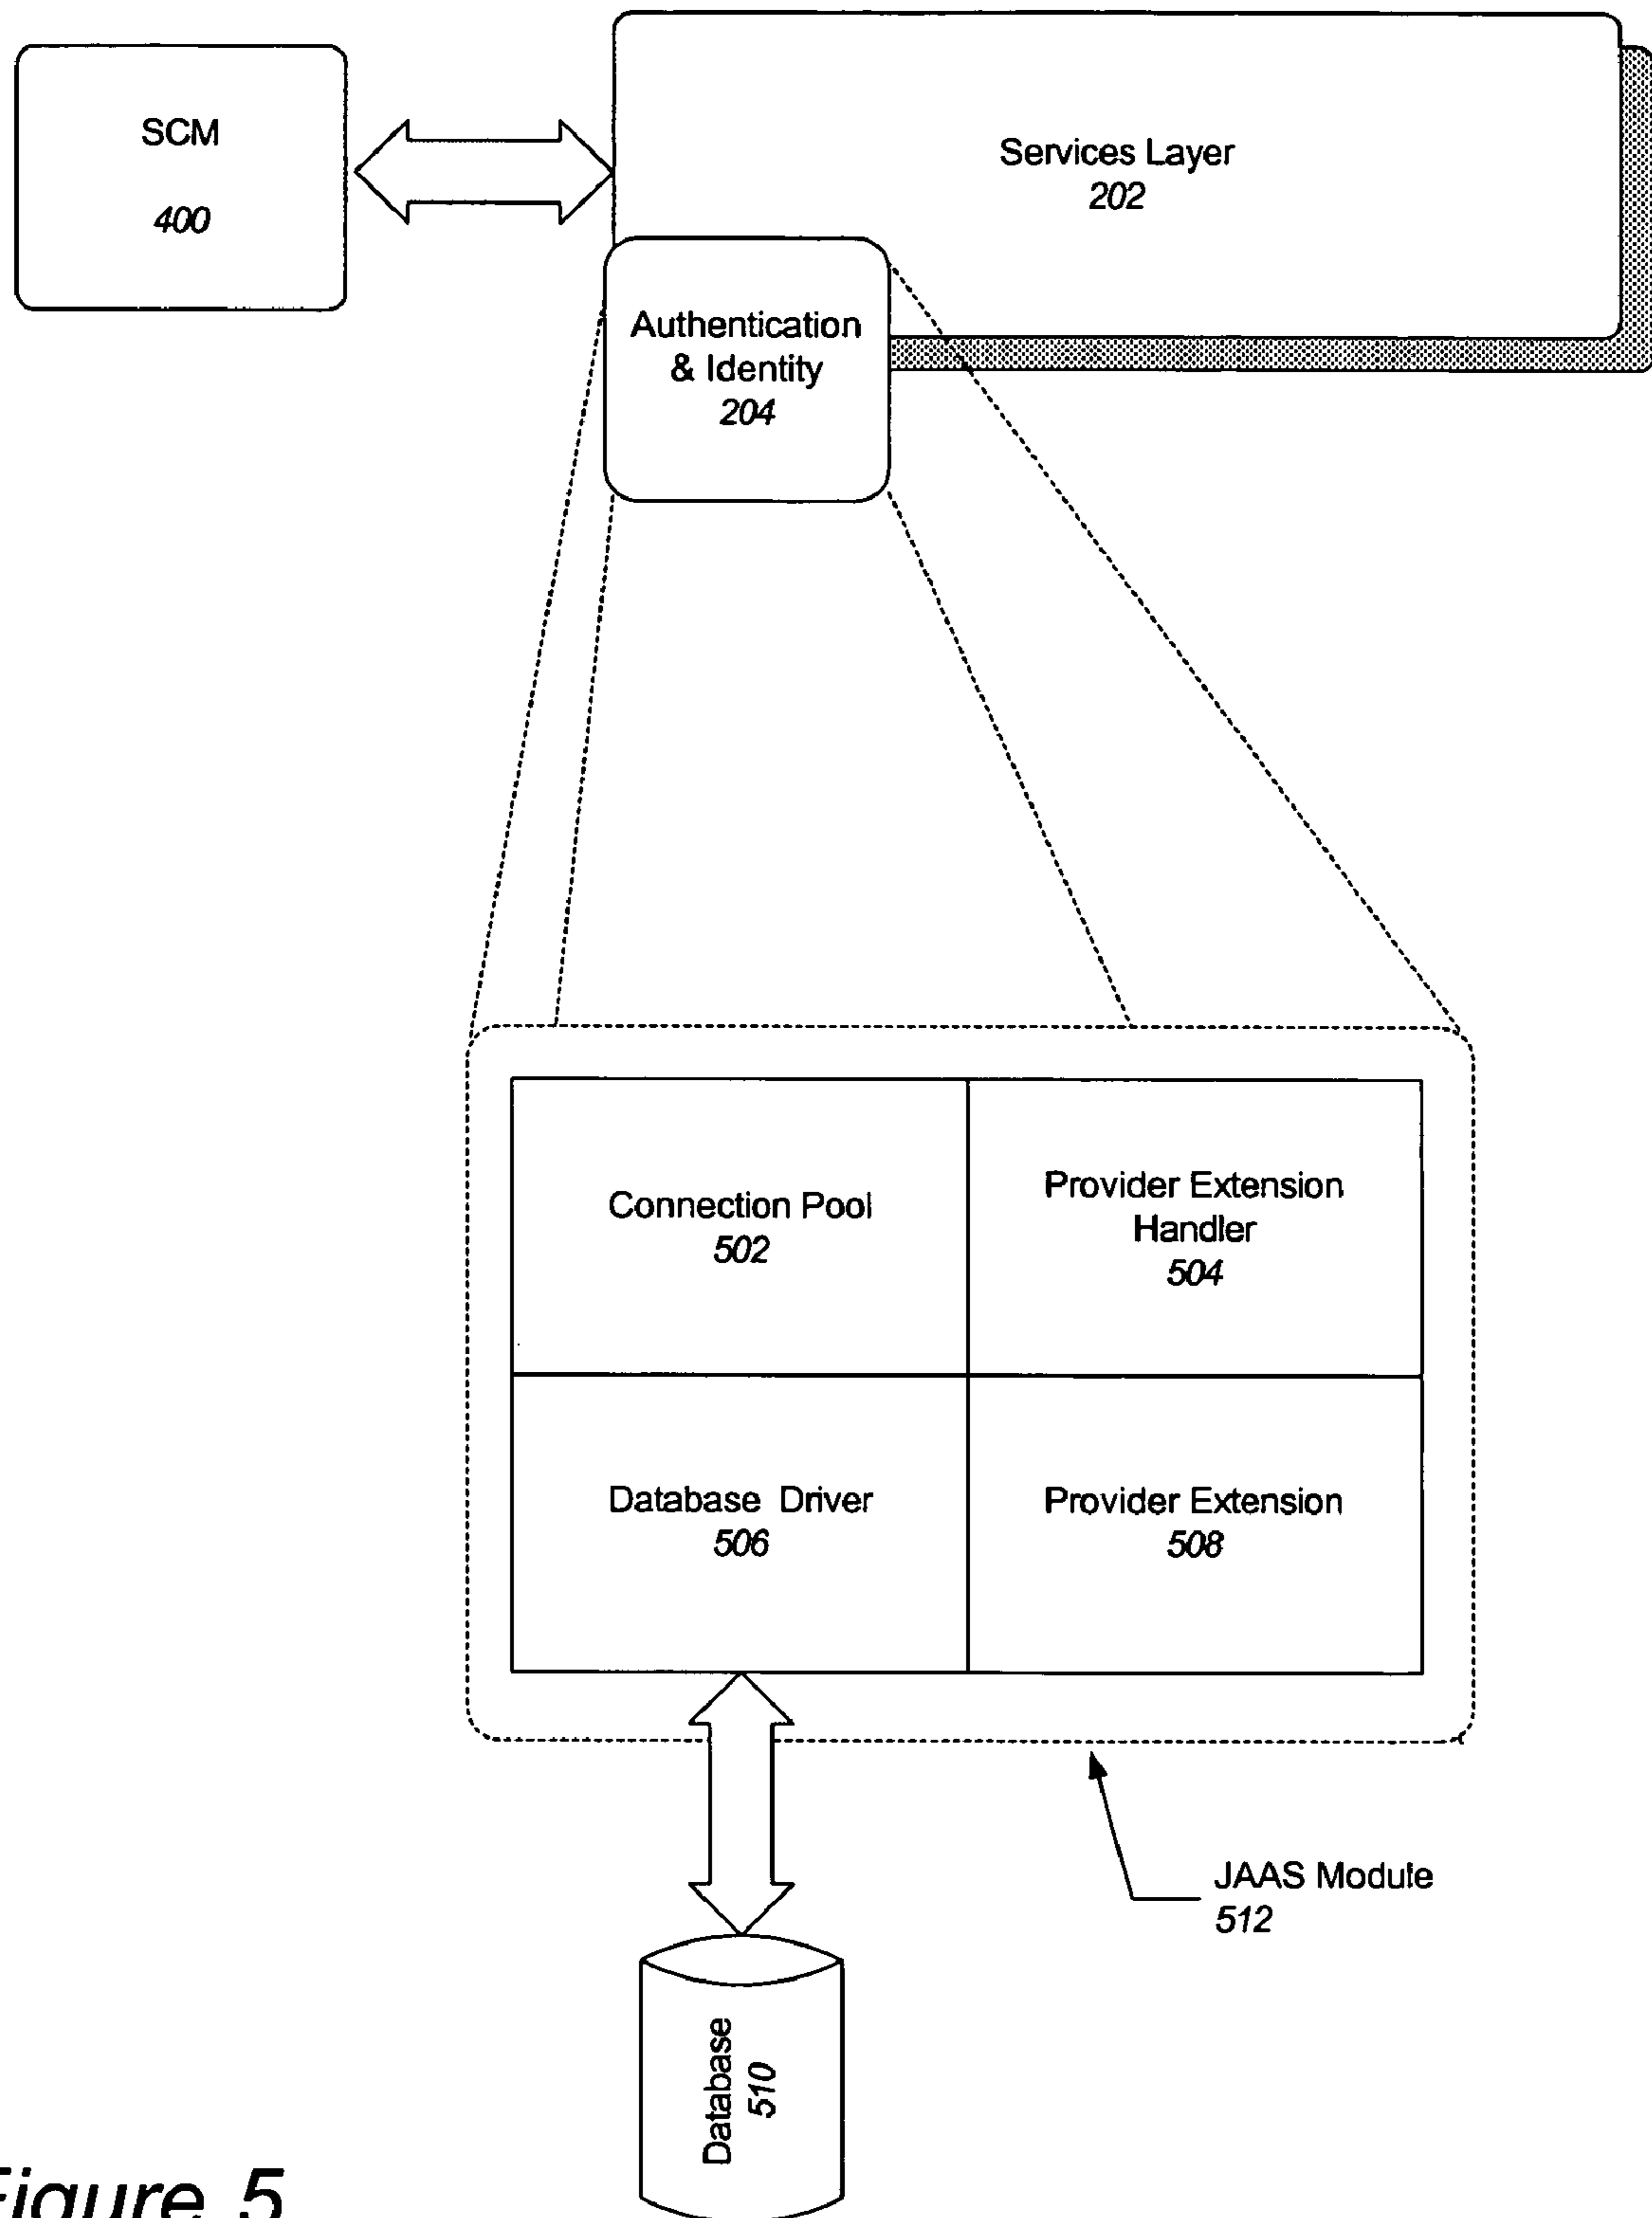 SCM
400
Services Layer
202
Authentication
& Identity
204
Connection Pool
502
Provider Extension
Handler
504
Database Driver
506
Provider Extension
508
JAAS Module
512
Database
510
Figure 5